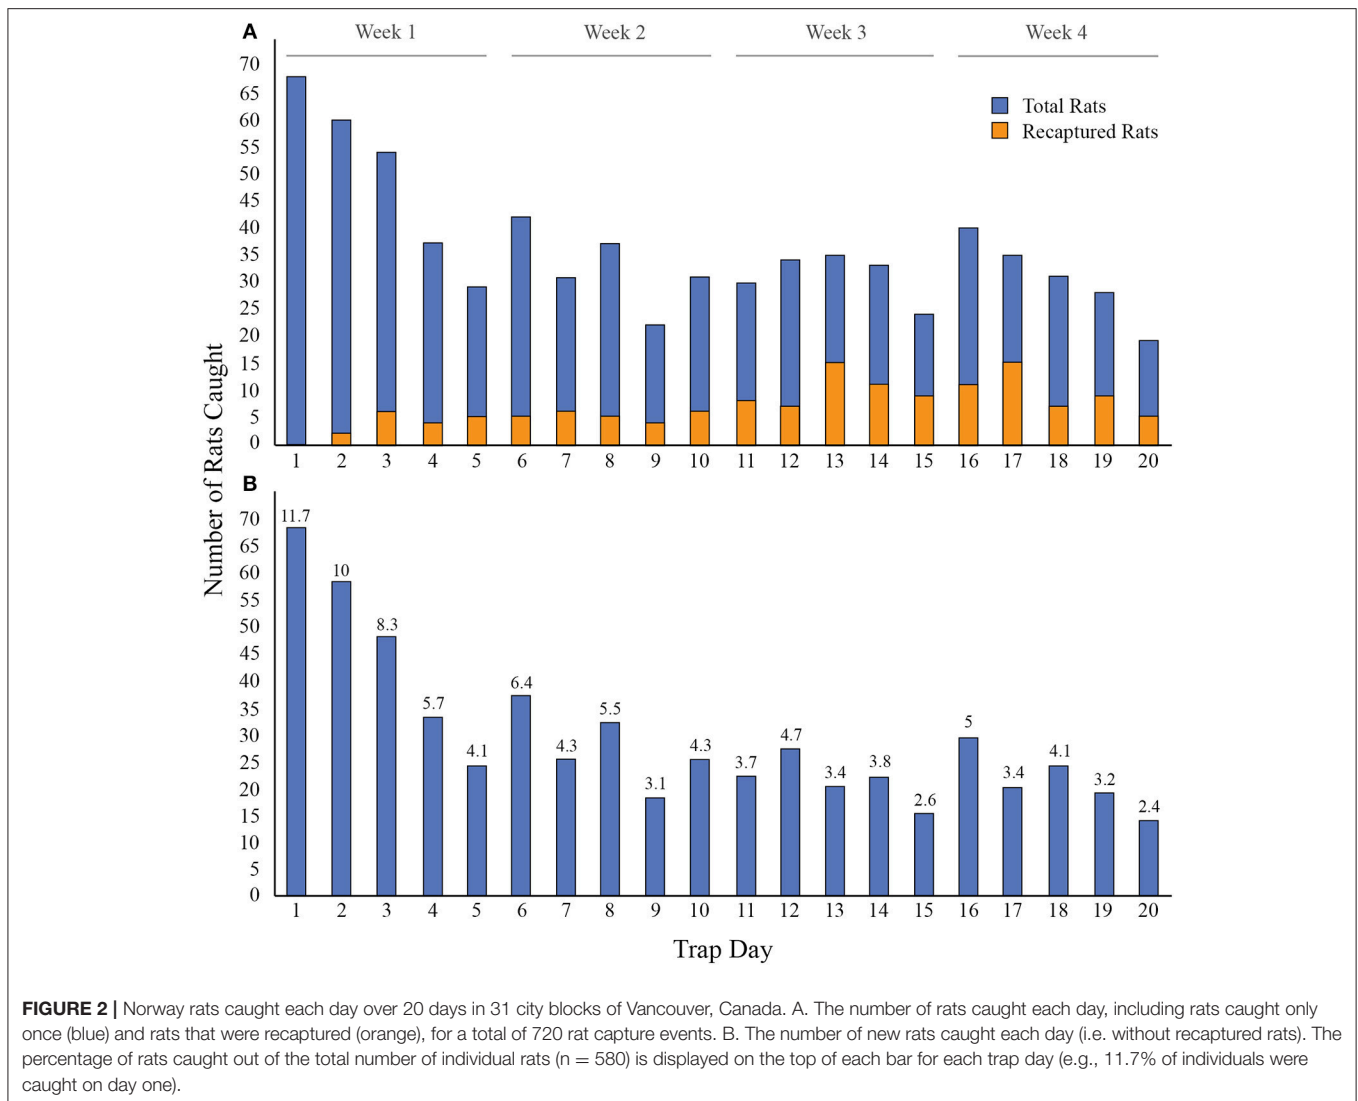 A
Week 1 Week 2 Week 3 Week 4
70
65
60
55
50
45
40
35
30
25
20
15
10
5
0
Total Rats
Recaptured Rats
1 2 3 4 5 6 7 8 9 10 11 12 13 14 15 16 17 18 19 20
Number of Rats Caught
B
70
65
60
55
50
45
40
35
30
25
20
15
10
5
0
11.7 10 8.3 5.7 4.1 6.4 4.3 5.5 3.1 4.3 3.7 4.7 3.4 3.8 2.6 5 3.4 4.1 3.2 2.4
1 2 3 4 5 6 7 8 9 10 11 12 13 14 15 16 17 18 19 20
Trap Day
FIGURE 2 | Norway rats caught each day over 20 days in 31 city blocks of Vancouver, Canada. A. The number of rats caught each day, including rats caught only
once (blue) and rats that were recaptured (orange), for a total of 720 rat capture events. B. The number of new rats caught each day (i.e. without recaptured rats). The
percentage of rats caught out of the total number of individual rats (n = 580) is displayed on the top of each bar for each trap day (e.g., 11.7% of individuals were
caught on day one).